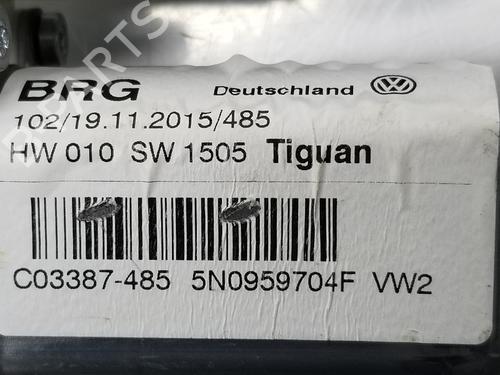 BRG Deutschland
102/19.11.2015/485
HW 010 SW 1505 Tiguan
C03387-485 5N0959704F VW2